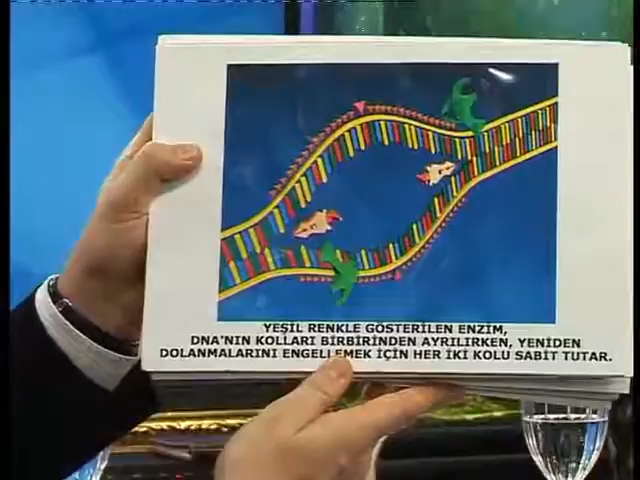 YEŞİL RENKLE GÖSTERİLEN ENZİM,
DNA'NIN KOLLARI BİRBİRİNDEN AYRILIRKEN, YENİDEN
DOLANMALARINI ENGELLEMEK İÇİN HER İKİ KOLU SABİT TUTAR.